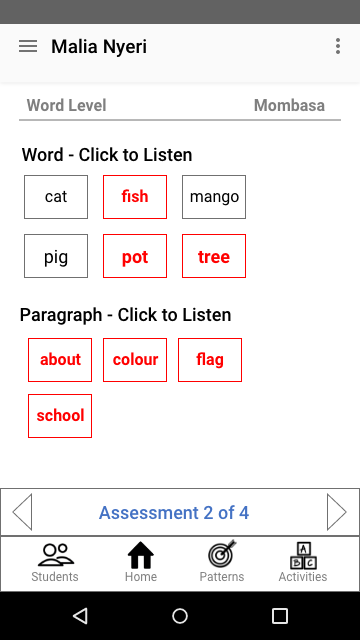 Malia Nyeri
Word Level Mombasa
Word - Click to Listen
cat fish mango
pig pot tree
Paragraph - Click to Listen
about colour flag
school
Assessment 2 of 4
A
B C
Students Home Patterns Activities